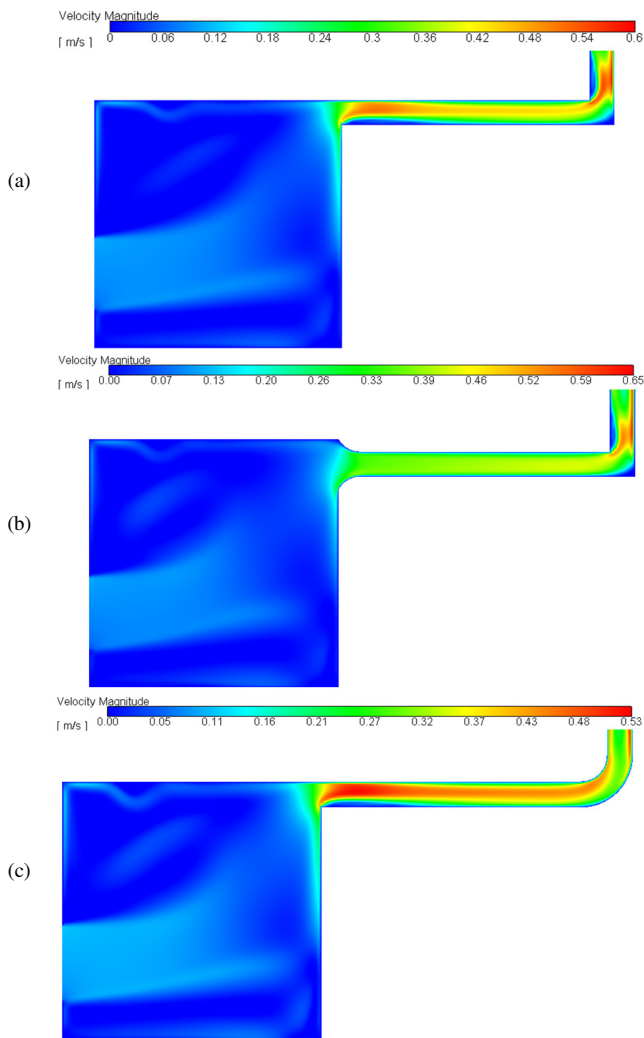 Velocity Magnitude
[ m/s ] 0 0.06 0.12 0.18 0.24 0.3 0.36 0.42 0.48 0.54 0.6
(a)
Velocity Magnitude
[ m/s ] 0.00 0.07 0.13 0.20 0.26 0.33 0.39 0.46 0.52 0.59 0.65
(b)
Velocity Magnitude
[ m/s ] 0.00 0.05 0.11 0.16 0.21 0.27 0.32 0.37 0.43 0.48 0.53
(c)